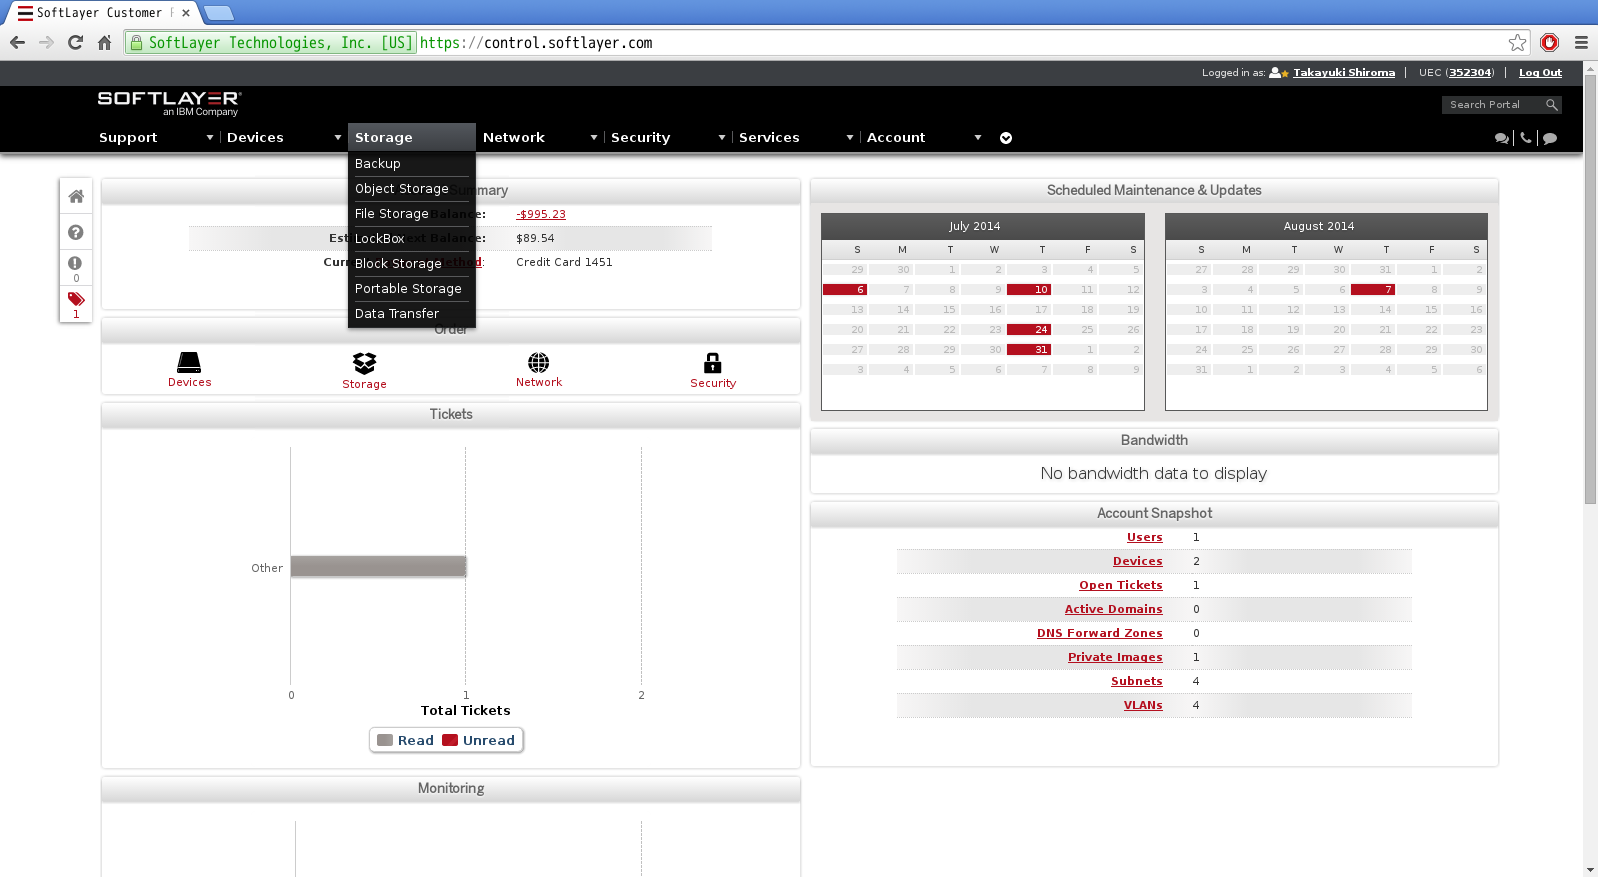 SoftLayer Customer
SoftLayer Technologies, Inc. [US] https://control.softlayer.com
Logged in as: Takayuki Shiroma | UEC (352304) | Log Out
SOFTLAYER®
an IBM Company
Search Portal
Support Devices Storage Network Security Services Account
Backup
Object Storage
File Storage
LockBox
Block Storage
Portable Storage
Data Transfer
0
1
Summary
Balance: -$995.23
Next Balance: $89.54
Method: Credit Card 1451
Order
Devices Storage Network Security
Tickets
Other
0 1 2
Total Tickets
Read Unread
Monitoring
Scheduled Maintenance & Updates
July 2014
S M T W T F S
29 30 1 2 3 4 5
6 7 8 9 10 11 12
13 14 15 16 17 18 19
20 21 22 23 24 25 26
27 28 29 30 31 1 2
3 4 5 6 7 8 9
August 2014
S M T W T F S
27 28 29 30 31 1 2
3 4 5 6 7 8 9
10 11 12 13 14 15 16
17 18 19 20 21 22 23
24 25 26 27 28 29 30
31 1 2 3 4 5 6
Bandwidth
No bandwidth data to display
Account Snapshot
Users 1
Devices 2
Open Tickets 1
Active Domains 0
DNS Forward Zones 0
Private Images 1
Subnets 4
VLANs 4